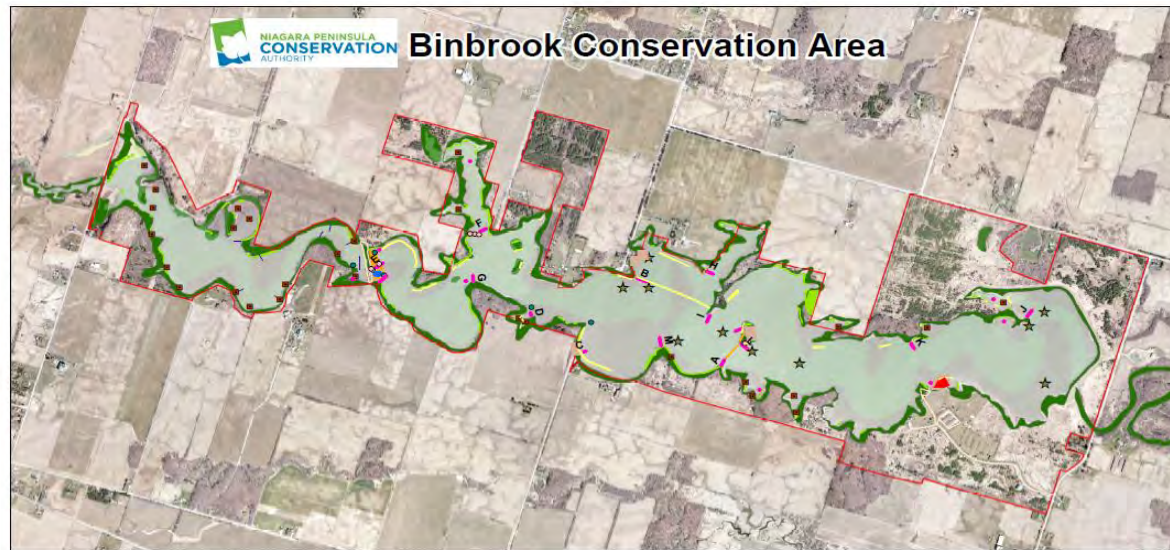 NIAGARA PENINSULA
CONSERVATION
AUTHORITY
Binbrook Conservation Area
F
G
D
C
B
H
I
M
A
K
J